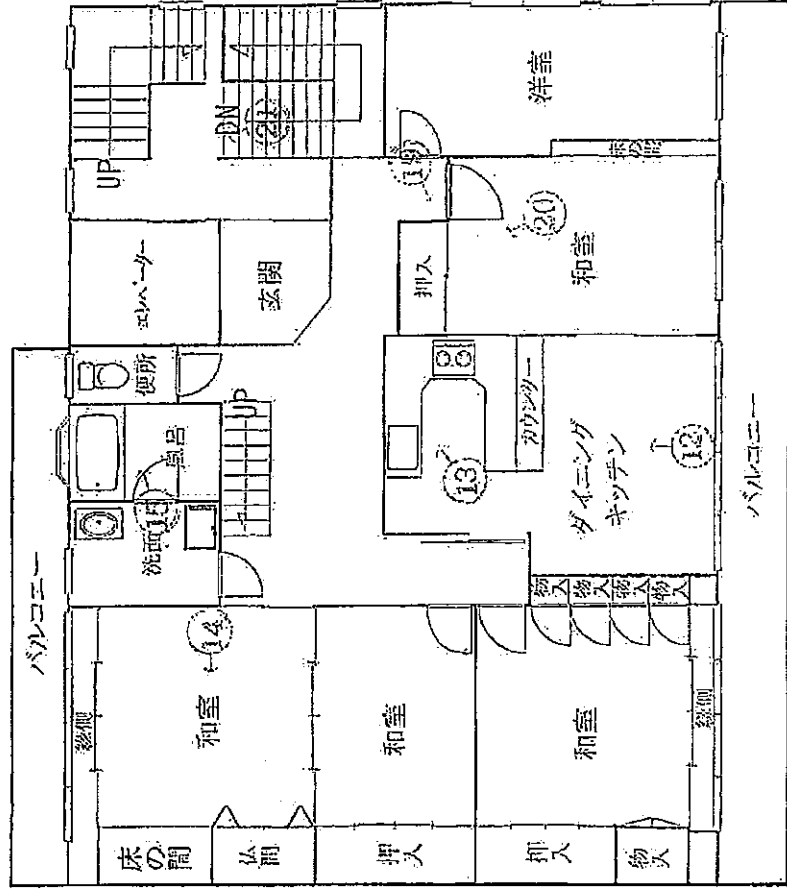 バルコニー
縁側
床の間
仏間
和室
14
洗面
15
風呂
便所
エレベーター
玄関
UP
UP
DN
21
押入
和室
13
カウンター
ダイニング
キッチン
12
押入
19
洋室
床の間
和室
20
押入
物入
和室
物入
物入
物入
物入
縁側
バルコニー